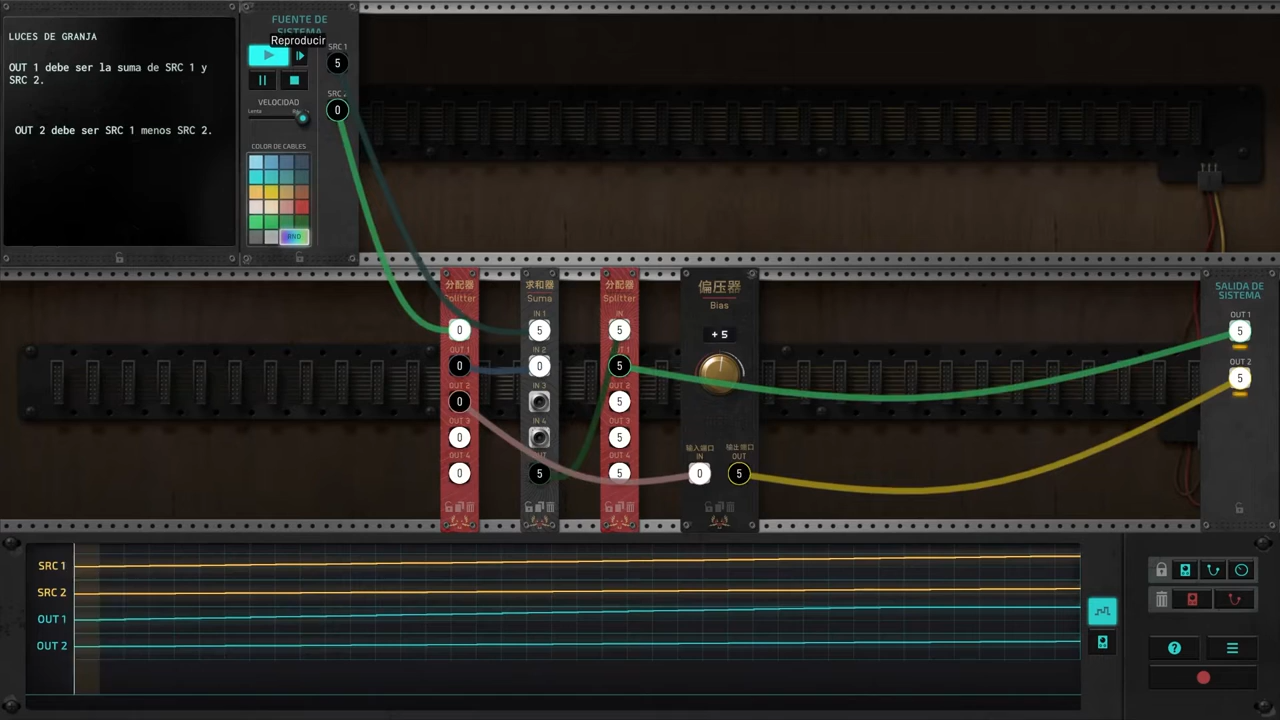 LUCES DE GRANJA
OUT 1 debe ser la suma de SRC 1 y
SRC 2.
OUT 2 debe ser SRC 1 menos SRC 2.
FUENTE DE
SISTEMA
Reproducir
SRC 1
5
SRC
0
VELOCIDAD
Lenta
COLOR DE CABLES
RND
分配器
Splitter
0
OUT 1
0
OUT 2
0
OUT 3
0
OUT 4
0
求和器
Suma
IN 1
5
IN 2
0
IN 3
IN 4
OUT
5
分配器
Splitter
IN
5
5
OUT 2
5
OUT 3
5
OUT 4
5
偏压器
Bias
+ 5
输入端口
IN
0
输出端口
OUT
5
SALIDA DE
SISTEMA
OUT 1
5
OUT 2
5
SRC 1
SRC 2
OUT 1
OUT 2
?